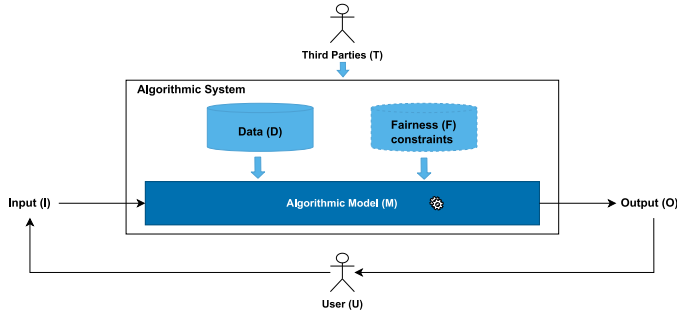 Third Parties (T)
Algorithmic System
Data (D)
Fairness (F)
constraints
Input (I)
Algorithmic Model (M)
Output (O)
User (U)